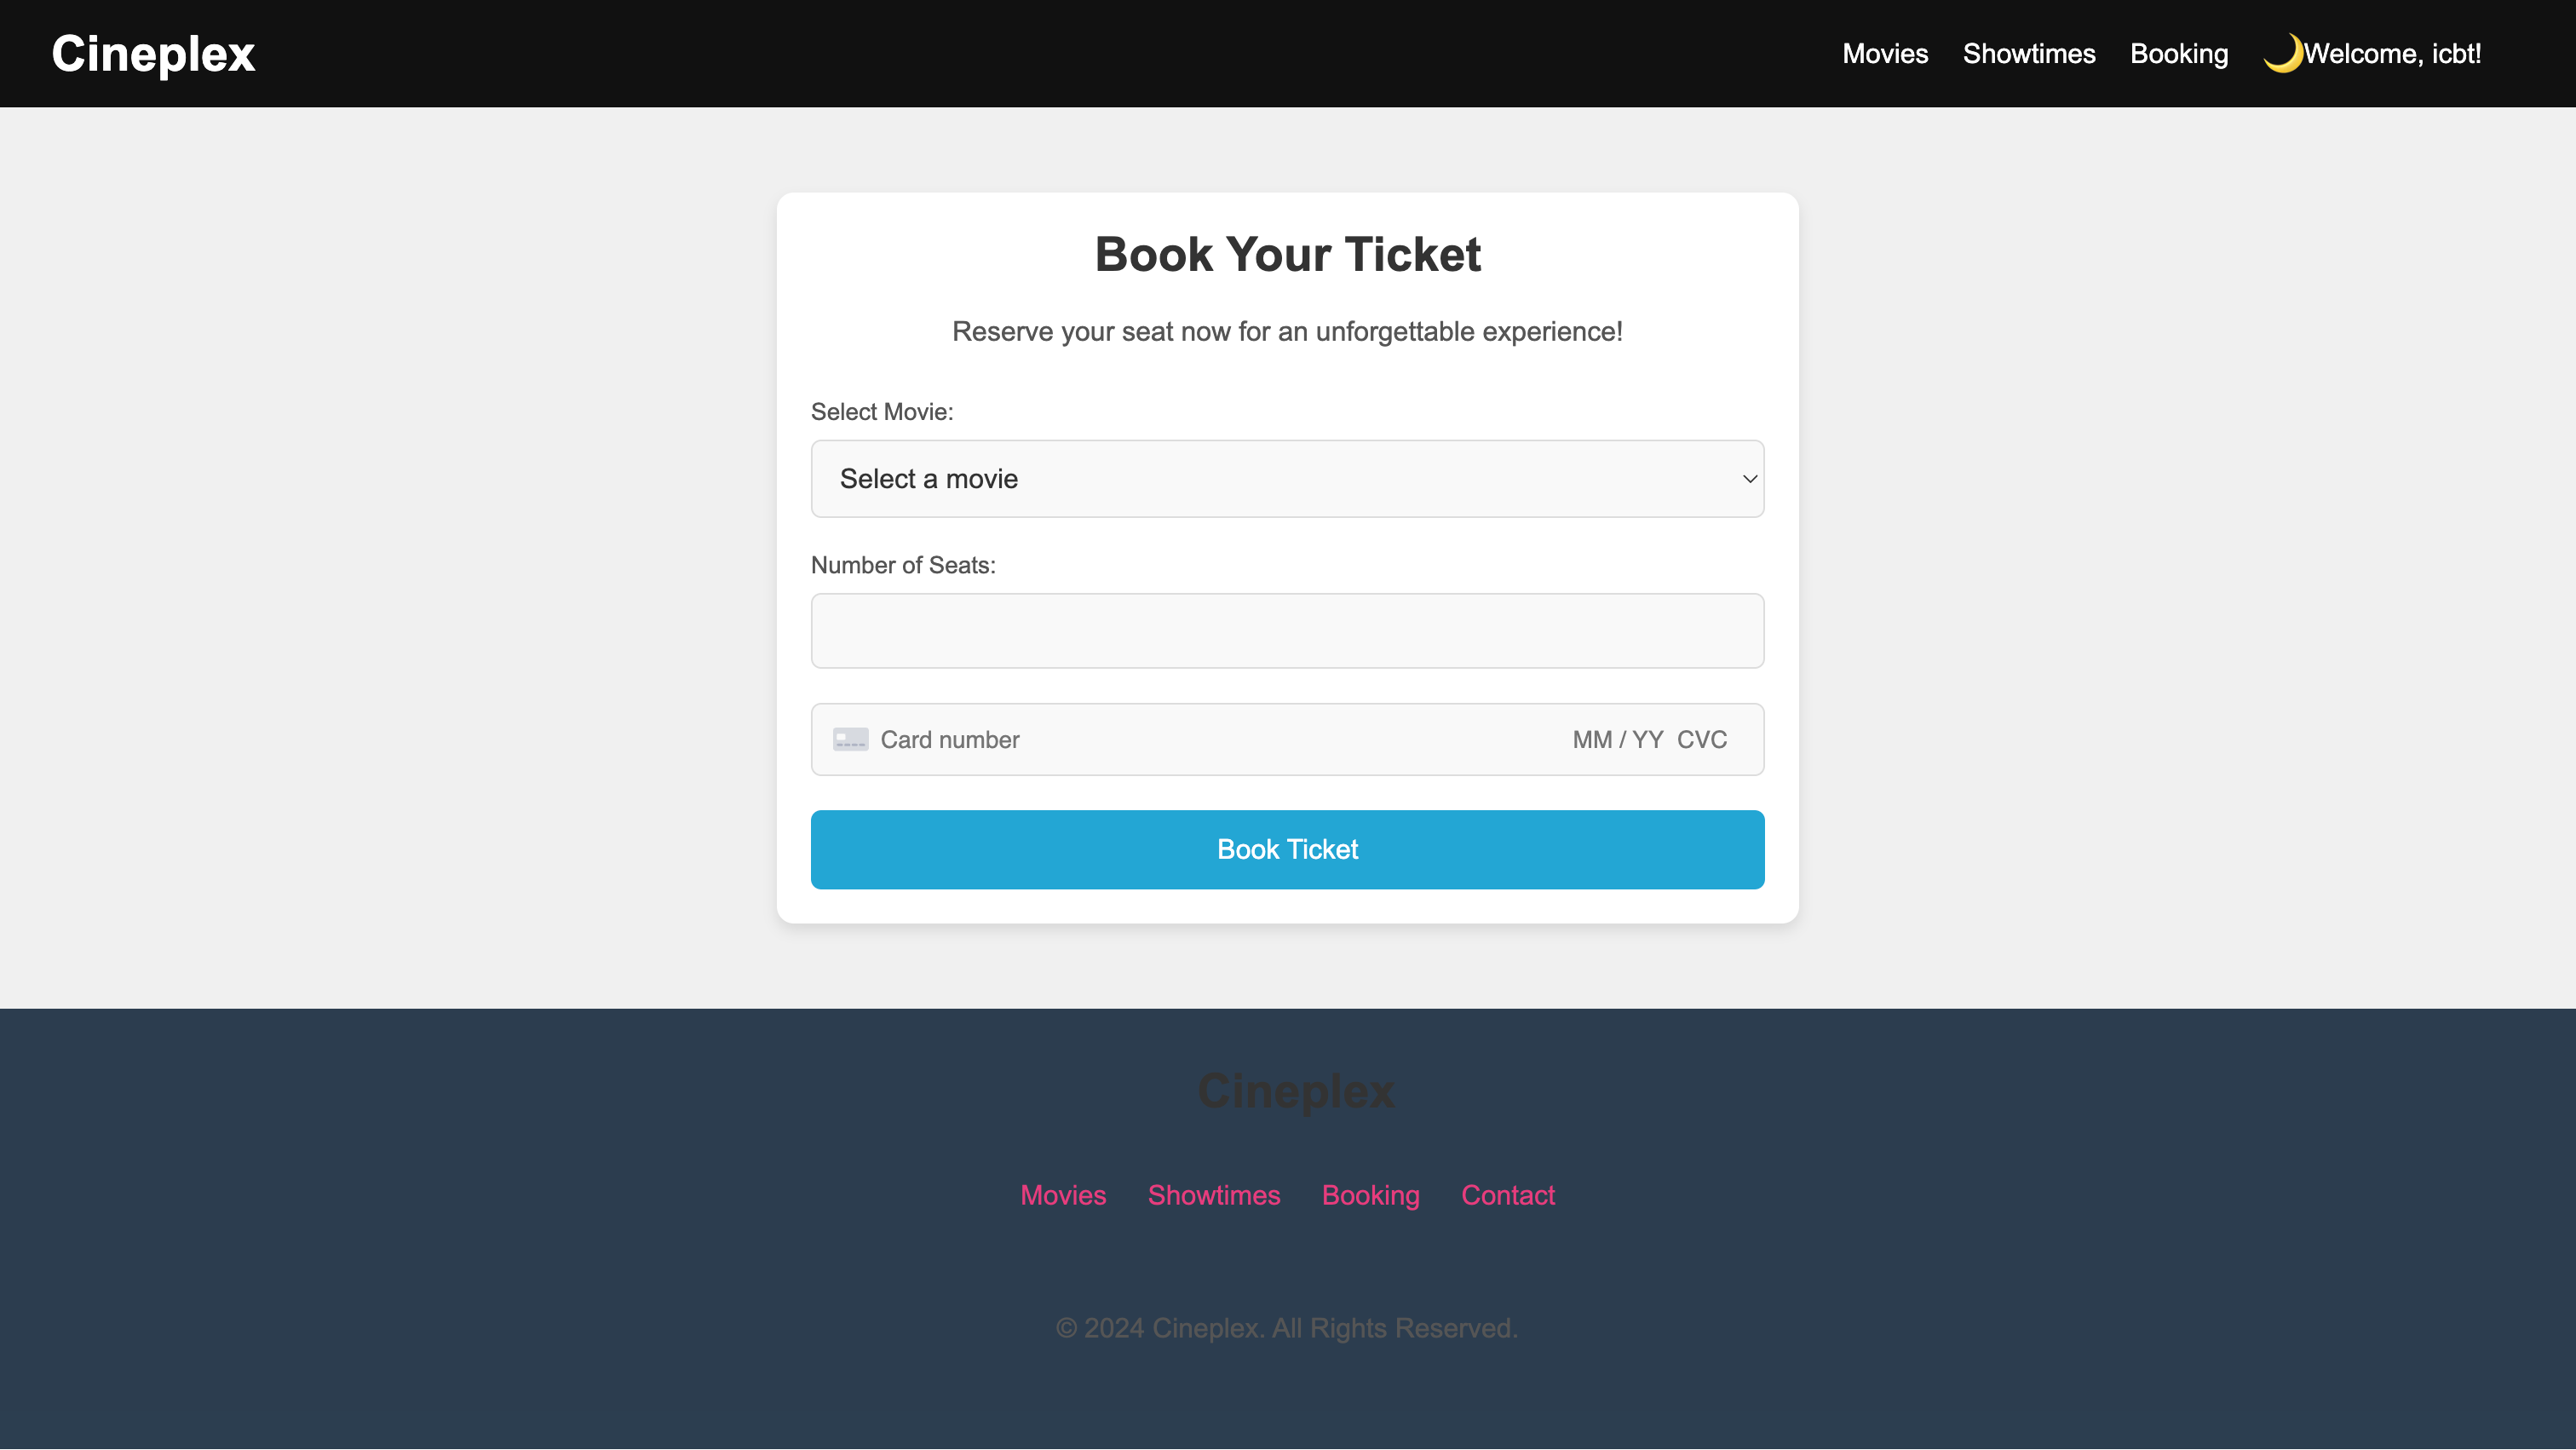 Cineplex
Movies Showtimes Booking 🌙Welcome, icbt!
Book Your Ticket
Reserve your seat now for an unforgettable experience!
Select Movie:
Select a movie
Number of Seats:
Card number MM / YY CVC
Book Ticket
Cineplex
Movies Showtimes Booking Contact
© 2024 Cineplex. All Rights Reserved.